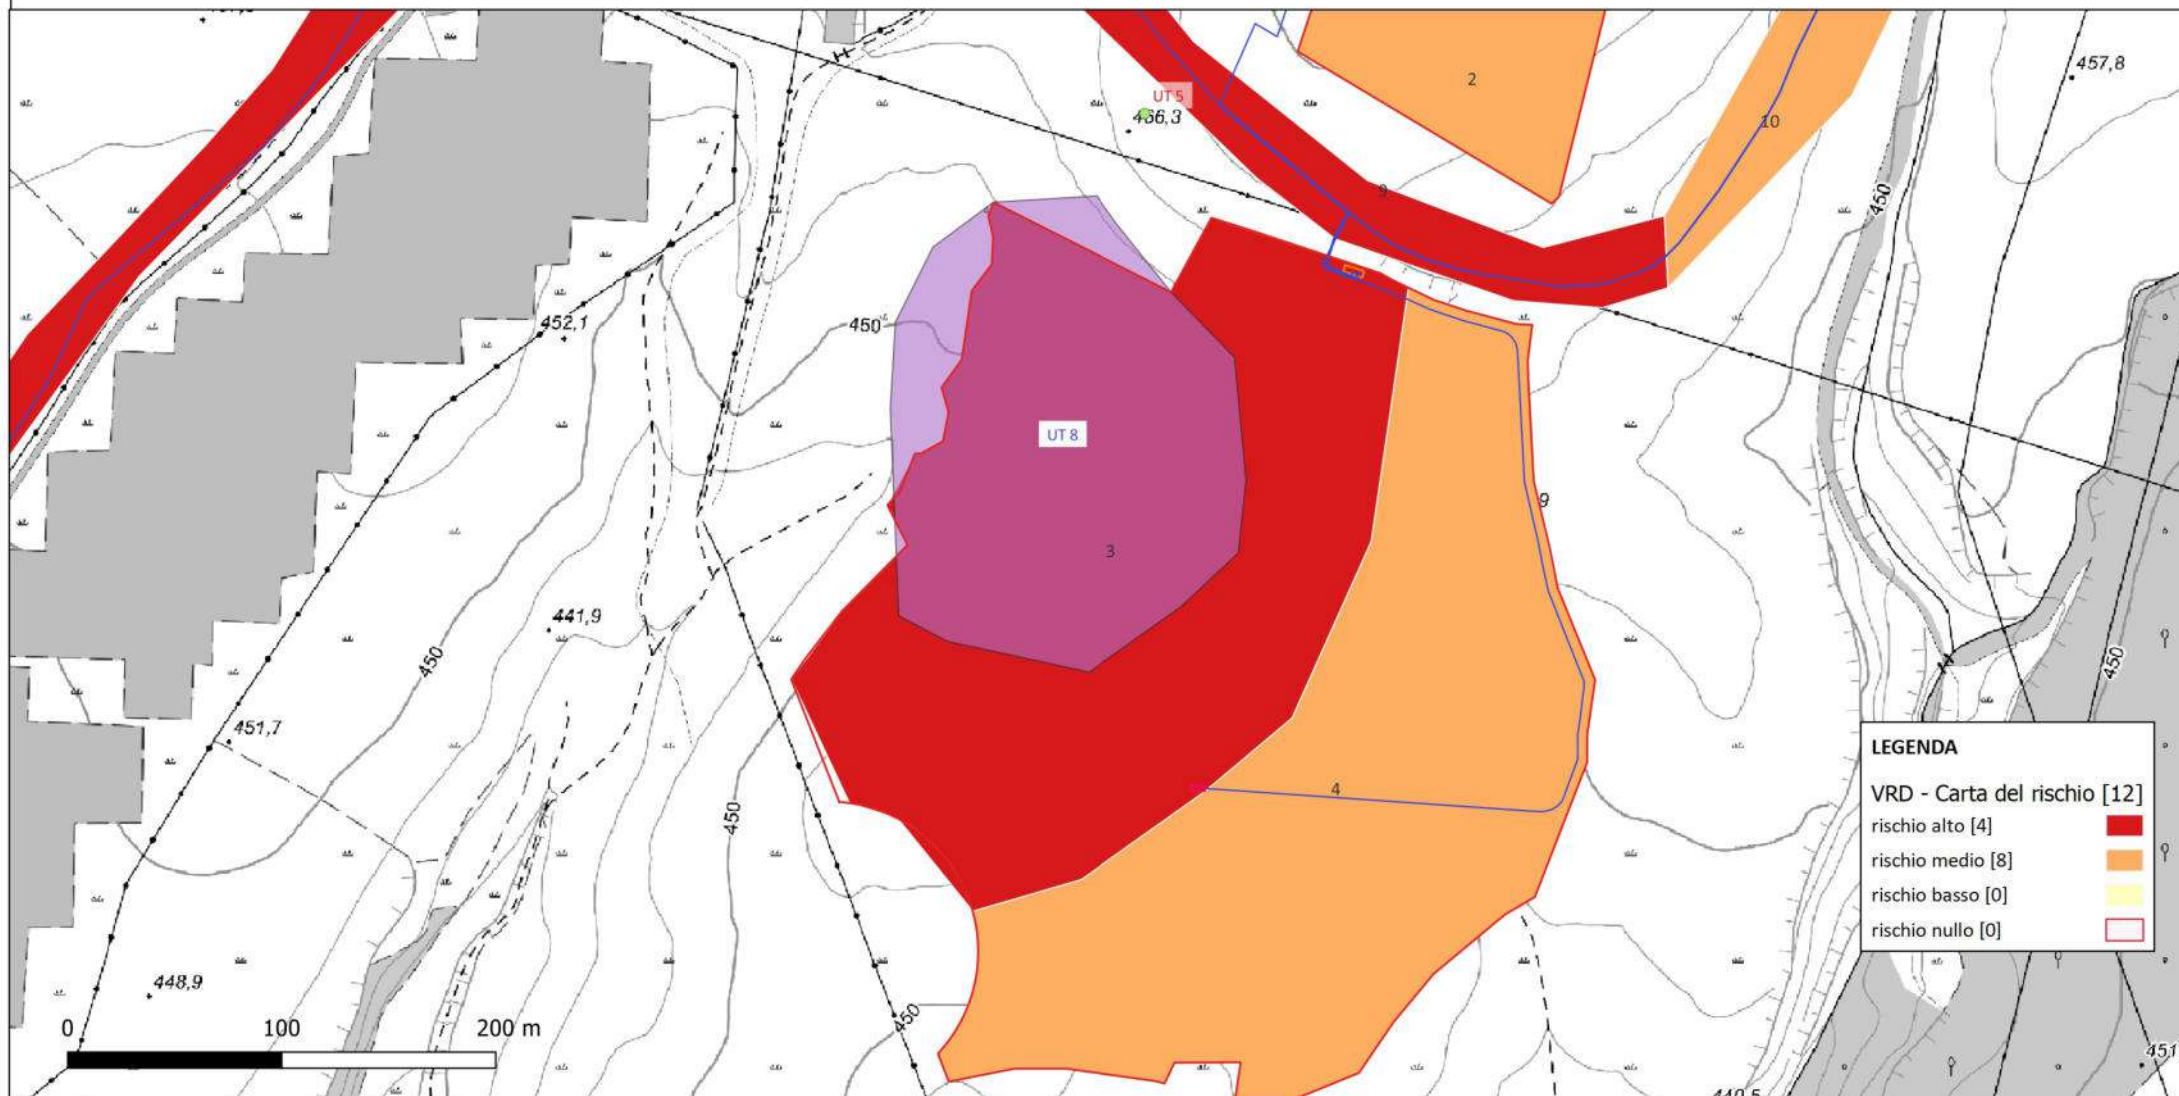 2
457,8
UT 5
466,3
10
9
450
452,1
450
UT 8
9
3
441,9
450
450
451,7
4
450
LEGENDA
VRD - Carta del rischio [12]
rischio alto [4]
rischio medio [8]
rischio basso [0]
rischio nullo [0]
448,9
450
0 100 200 m
451